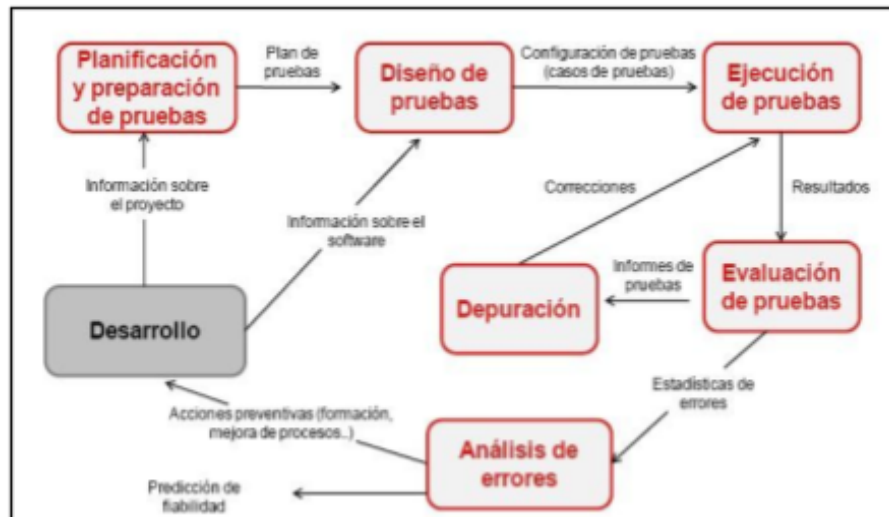 Planificación
y preparación
de pruebas
Plan de
pruebas
Diseño de
pruebas
Configuración de pruebas
(casos de pruebas)
Ejecución
de pruebas
Información sobre
el proyecto
Información sobre el
software
Correcciones
Resultados
Desarrollo
Depuración
Informes de
pruebas
Evaluación
de pruebas
Acciones preventivas (formación,
mejora de procesos..)
Estadísticas de
errores
Análisis de
errores
Predicción de
fiabilidad